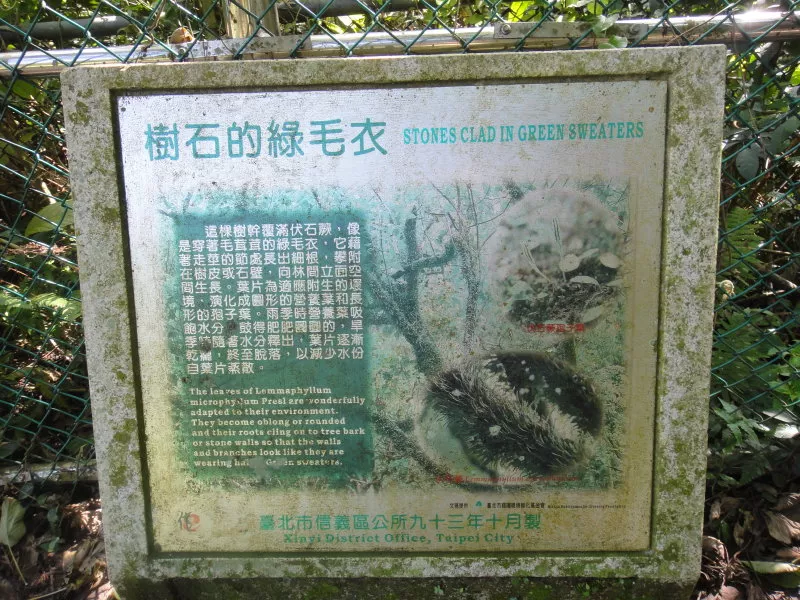 樹石的綠毛衣 STONES CLAD IN GREEN SWEATERS
這棵樹幹覆滿伏石蕨，像
是穿著毛茸茸的綠毛衣，它藉
著走莖的節處長出細根，攀附
在樹皮或石壁，向林間立面空
間生長。葉片為適應附生的環
境，演化成圓形的營養葉和長
形的孢子葉。雨季時營養葉吸
飽水分，鼓得肥肥圓圓的，旱
季時隨著水分釋出，葉片逐漸
乾癟，終至脫落，以減少水份
自葉片蒸散。
The leaves of Lemmaphyllum
microphyllum Presl are wonderfully
adapted to their environment.
They become oblong or rounded
and their roots cling on to tree bark
or stone walls so that the walls
and branches look like they are
wearing hairy Green sweaters.
臺北市信義區公所九十三年十月製
Xinyi District Office, Taipei City